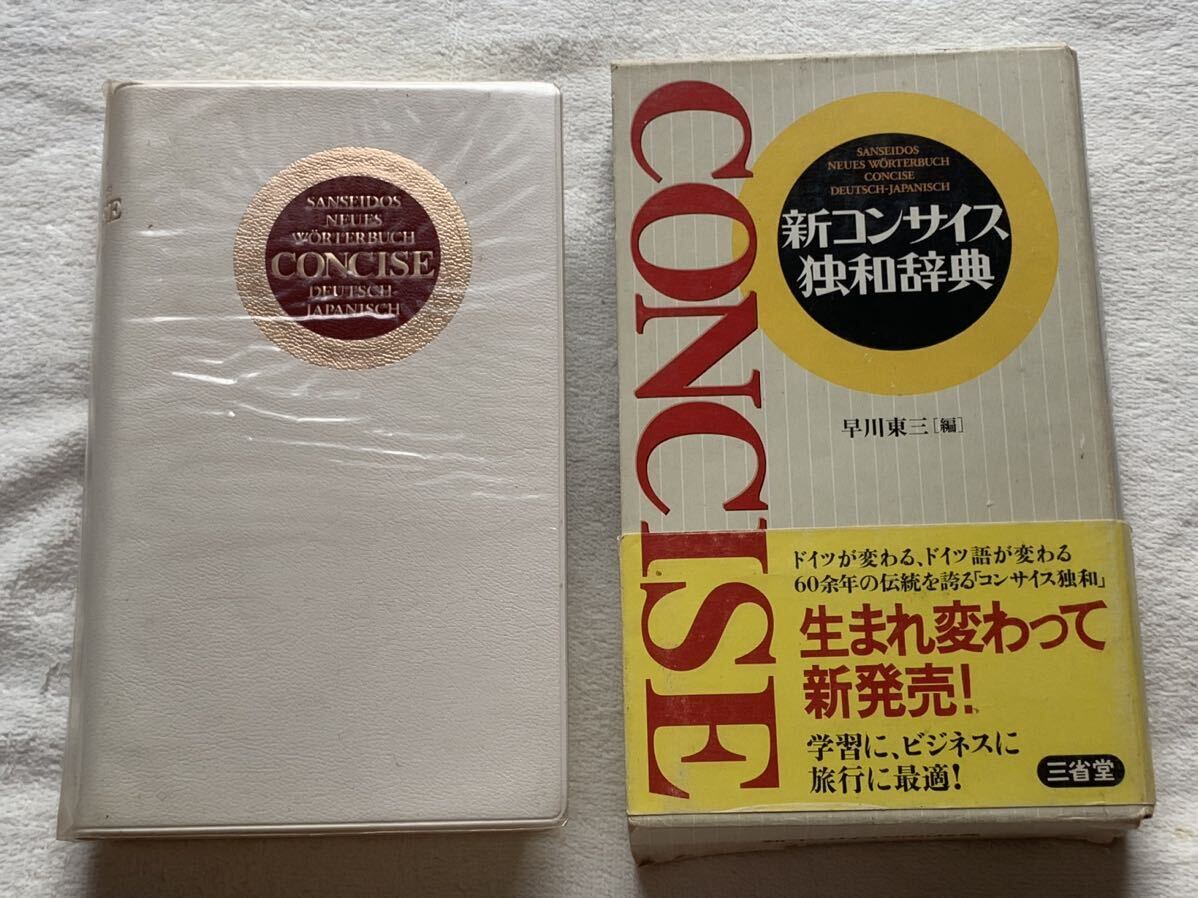 SANSEIDOS
NEUES
WÖRTERBUCH
CONCISE
DEUTSCH-
JAPANISCH
CONCISE
SANSEIDOS
NEUES WÖRTERBUCH
CONCISE
DEUTSCH-JAPANISCH
新コンサイス
独和辞典
早川東三[編]
ドイツが変わる、ドイツ語が変わる
60余年の伝統を誇る「コンサイス独和」
生まれ変わって
新発売!
学習に、ビジネスに
旅行に最適!
三省堂